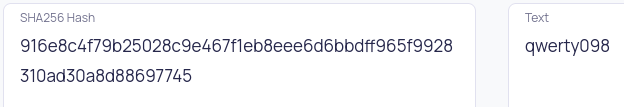 SHA256 Hash
916e8c4f79b25028c9e467f1eb8eee6d6bbdff965f9928
310ad30a8d88697745
Text
qwerty098